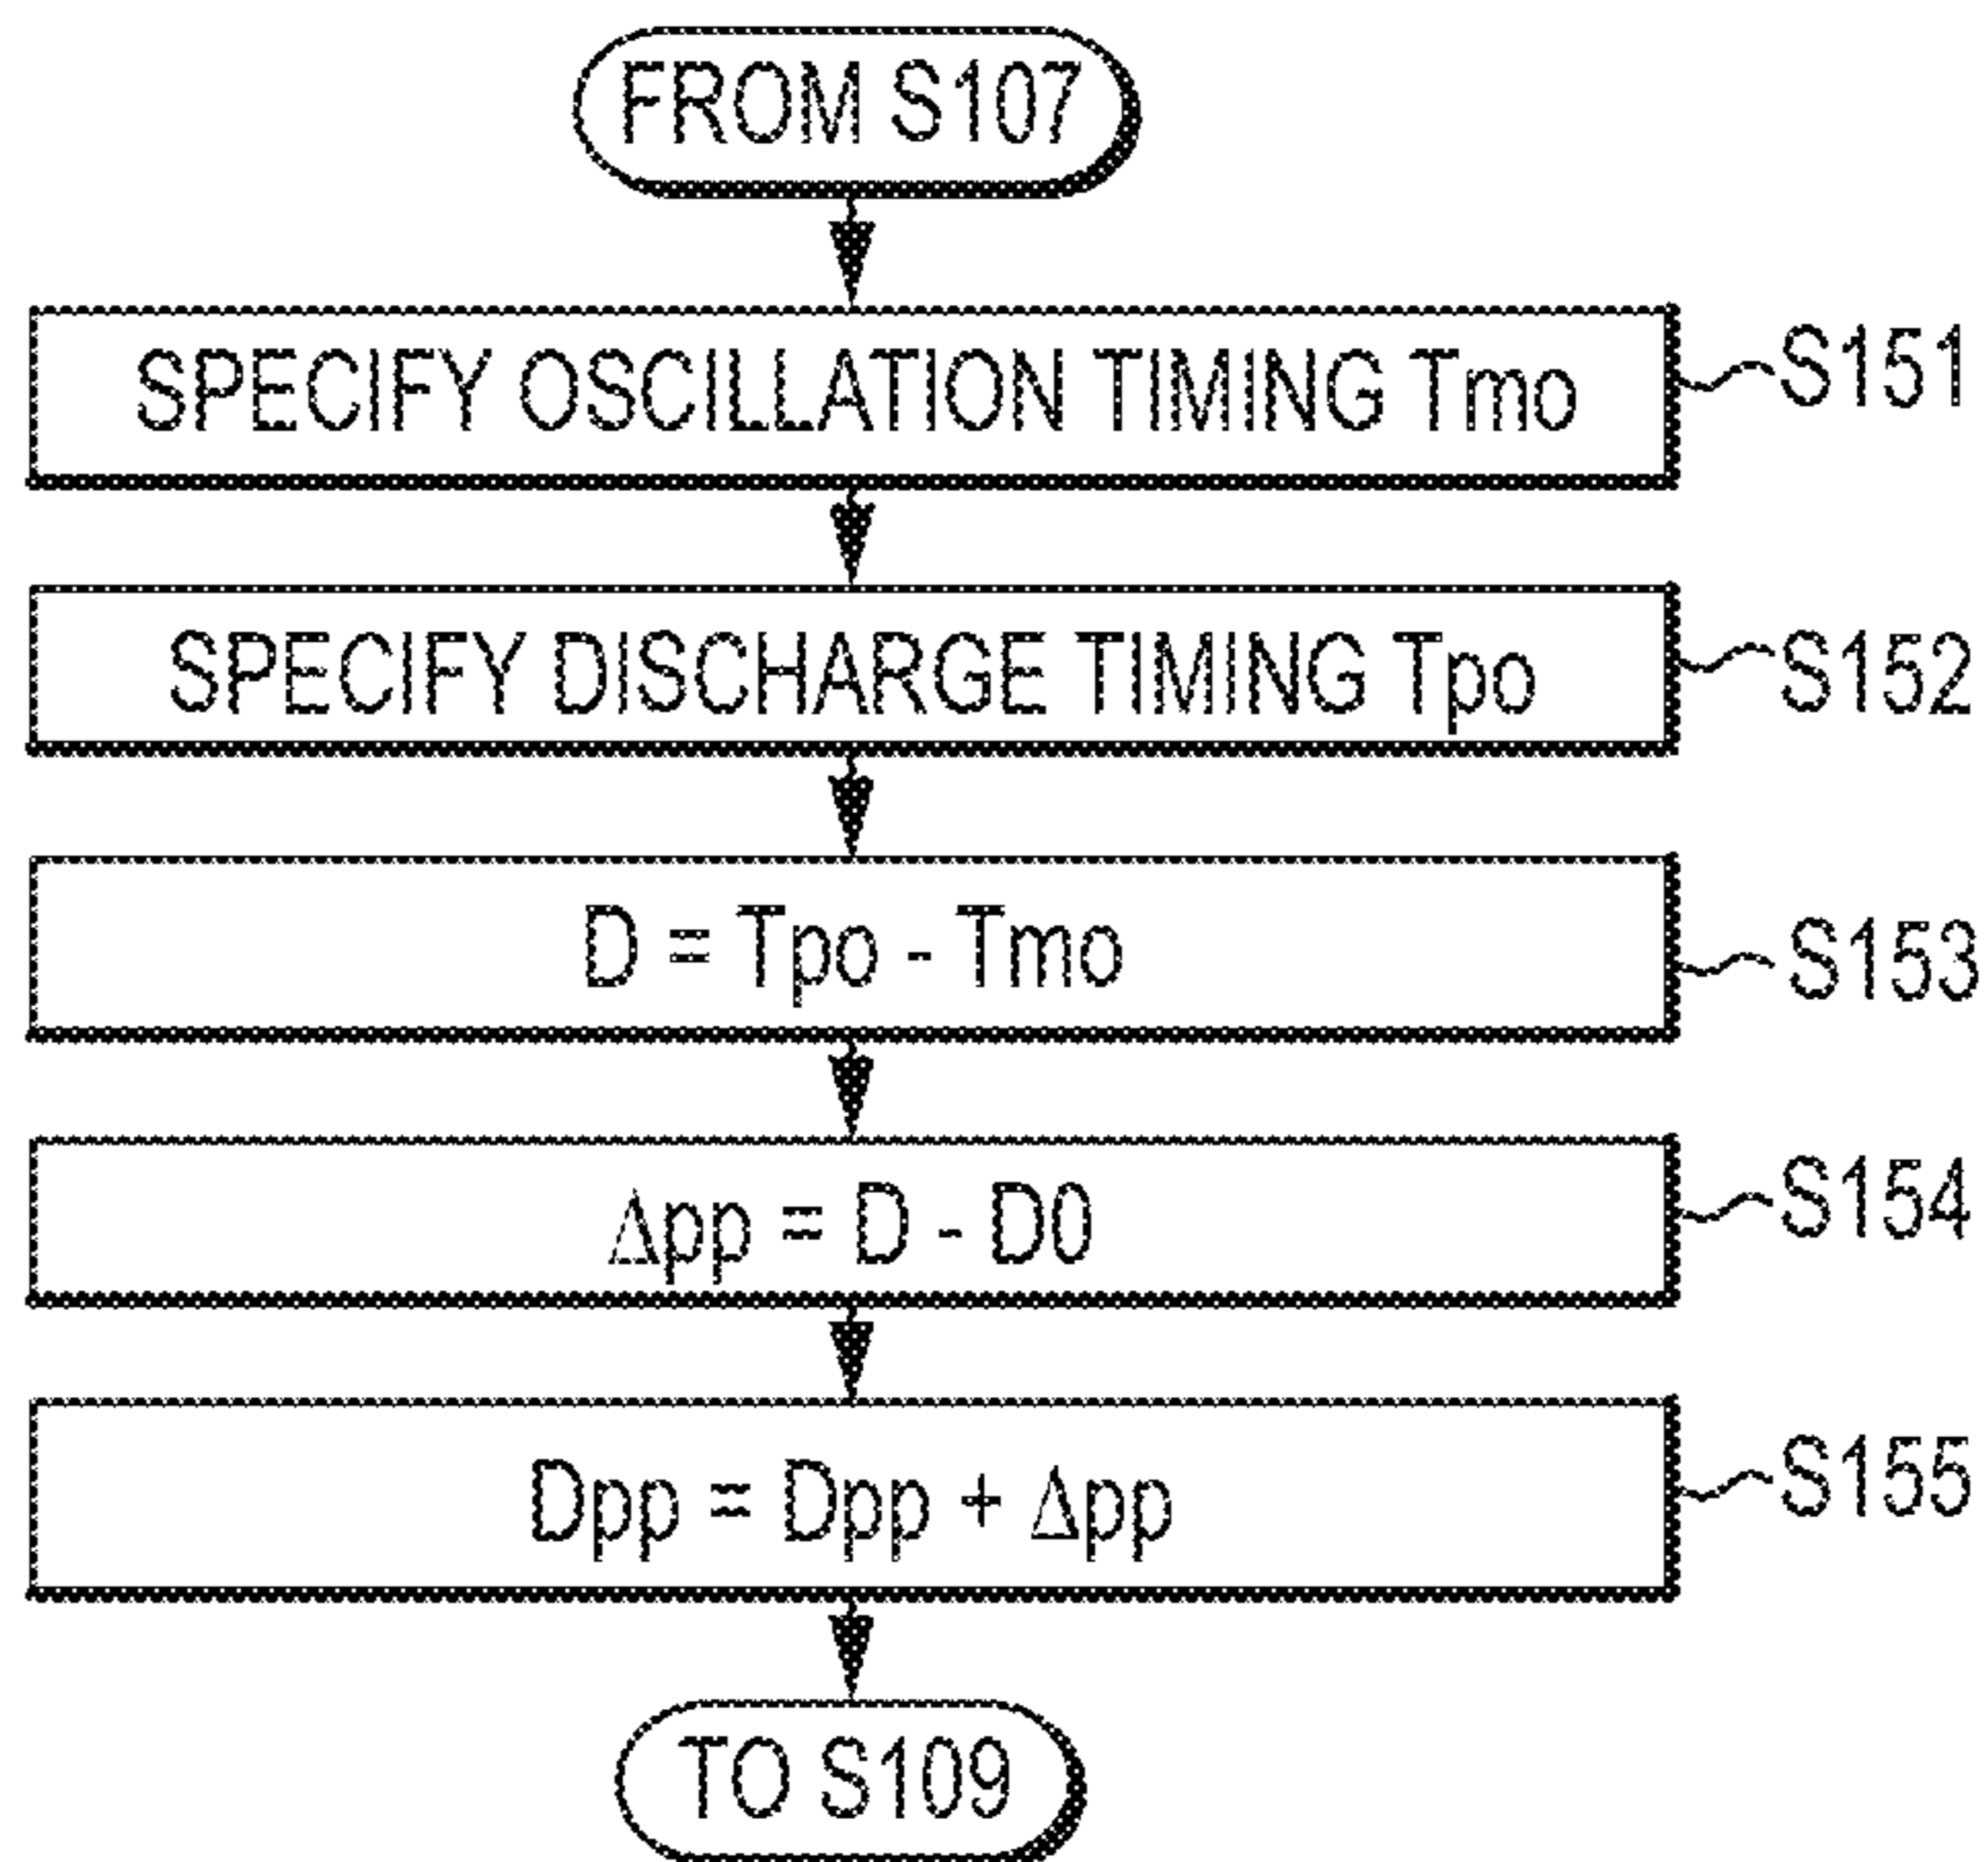 FROM S107
SPECIFY OSCILLATION TIMING Tmo
S151
SPECIFY DISCHARGE TIMING Tpo
S152
D = Tpo - Tmo
S153
Δpp = D - D0
S154
Dpp = Dpp + Δpp
S155
TO S109